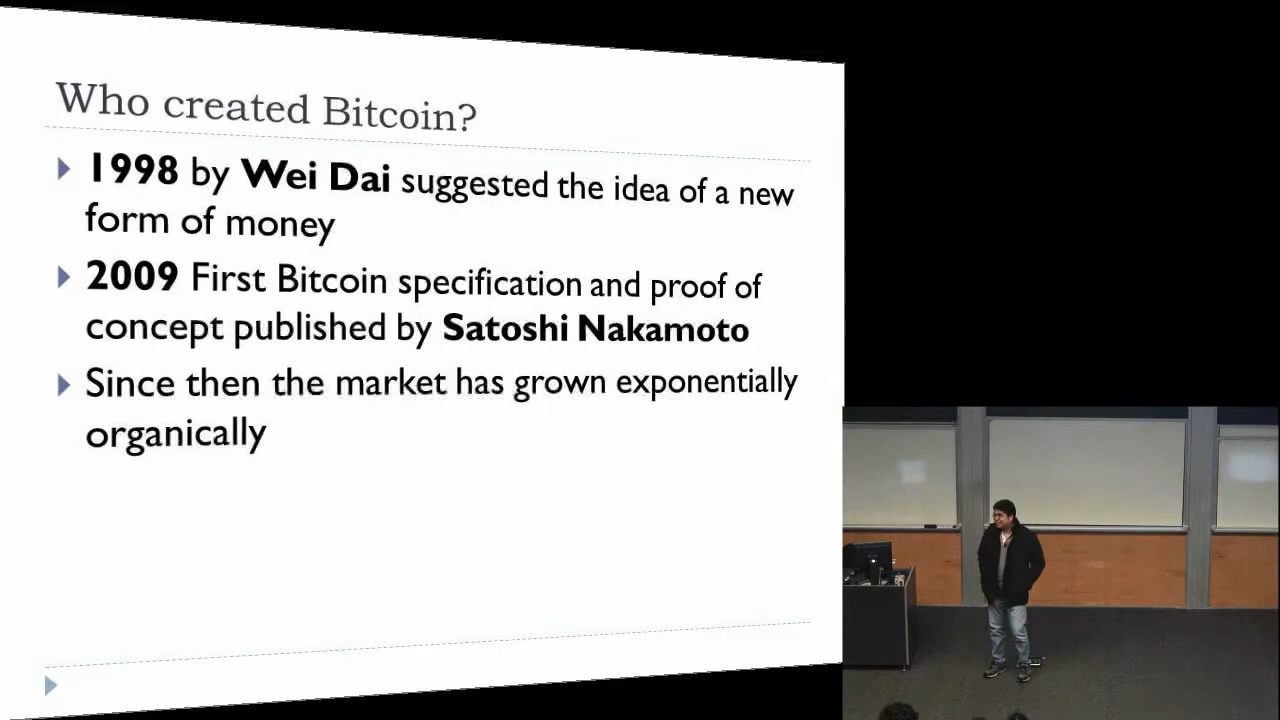 Who created Bitcoin?
1998 by Wei Dai suggested the idea of a new
form of money
2009 First Bitcoin specification and proof of
concept published by Satoshi Nakamoto
Since then the market has grown exponentially
organically